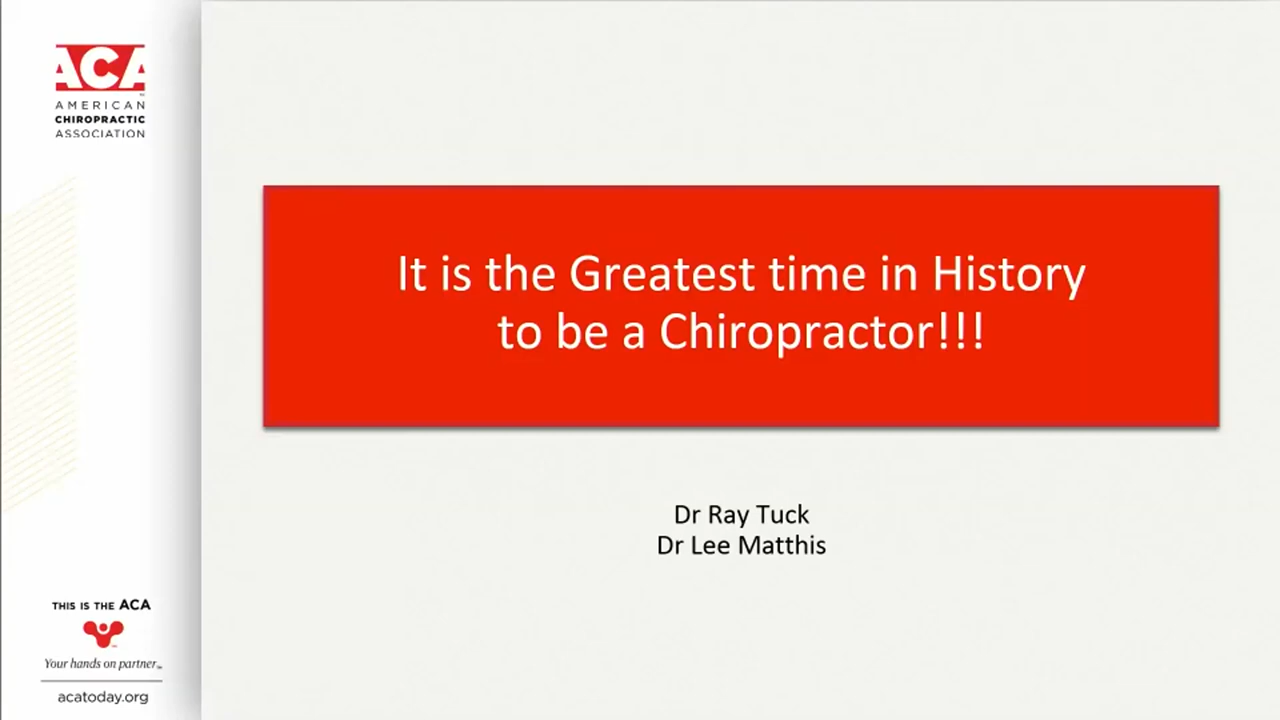 ACA
AMERICAN
CHIROPRACTIC
ASSOCIATION
It is the Greatest time in History
to be a Chiropractor!!!
Dr Ray Tuck
Dr Lee Matthis
THIS IS THE ACA
Your hands on partner
acatoday.org